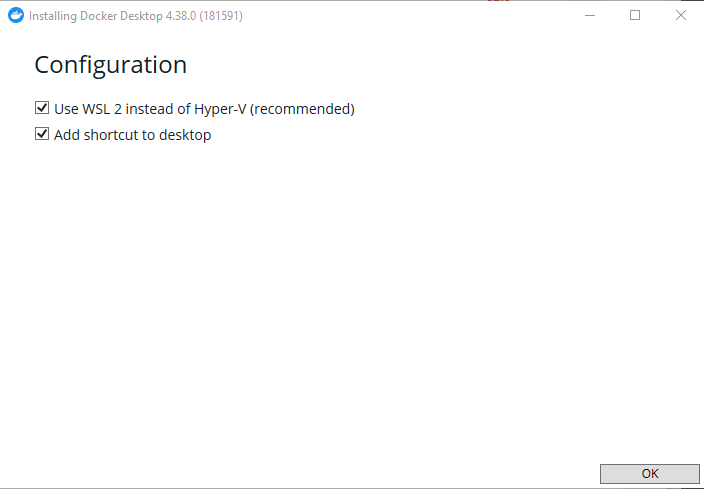 Installing Docker Desktop 4.38.0 (181591)
Configuration
Use WSL 2 instead of Hyper-V (recommended)
Add shortcut to desktop
OK